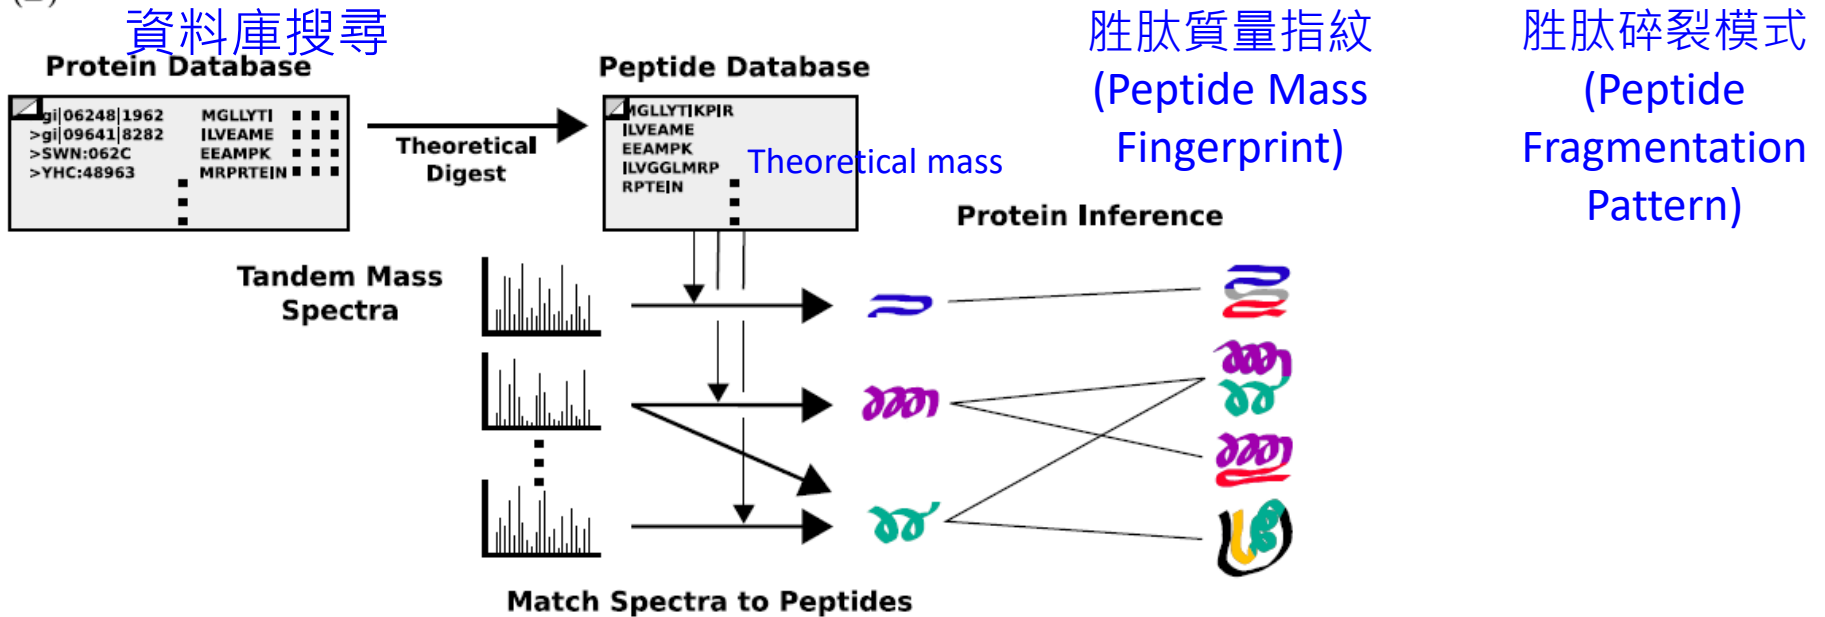 資料庫搜尋
Protein Database
>gi|06248|1962 MGLLYTI
>gi|09641|8282 ILVEAME
>SWN:062C EEAMPK
>YHC:48963 MRPRTEIN
Theoretical
Digest
Peptide Database
MGLLYTIKPIR
ILVEAME
EEAMPK
ILVGGLMRP
RPTEIN
Theoretical mass
胜肽質量指紋
(Peptide Mass
Fingerprint)
胜肽碎裂模式
(Peptide
Fragmentation
Pattern)
Protein Inference
Tandem Mass
Spectra
Match Spectra to Peptides